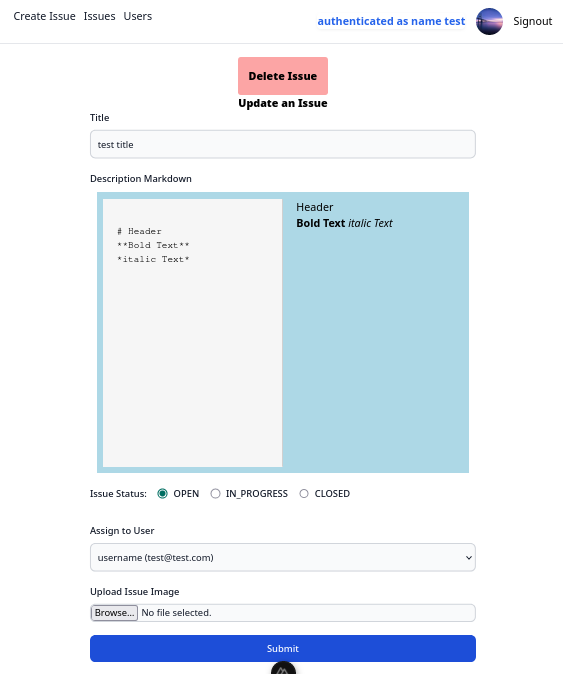 Create Issue Issues Users
authenticated as name test Signout
Delete Issue
Update an Issue
Title
test title
Description Markdown
# Header
**Bold Text**
*italic Text*
Header
Bold Text italic Text
Issue Status: OPEN IN_PROGRESS CLOSED
Assign to User
username (test@test.com)
Upload Issue Image
Browse... No file selected.
Submit